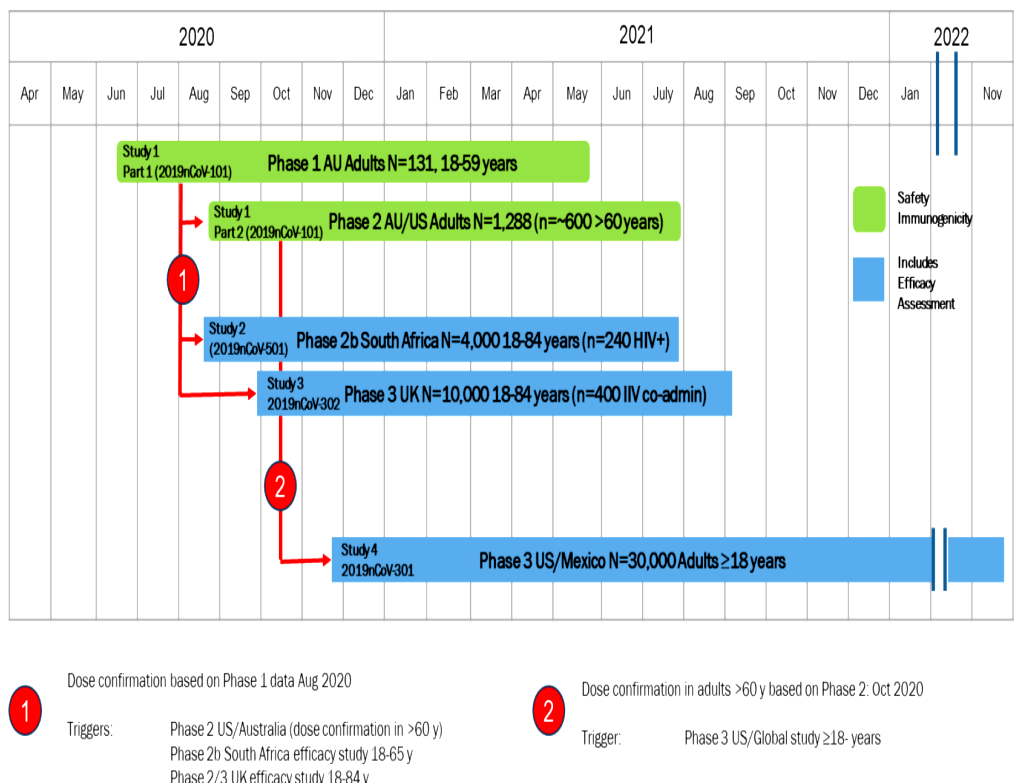 2020
2021
2022
Apr May Jun Jul Aug Sep Oct Nov Dec Jan Feb Mar Apr May Jun July Aug Sep Oct Nov Dec Jan Nov
Study 1
Part 1 (2019nCoV-101)
Phase 1 AU Adults N=131, 18-59 years
Study 1
Part 2 (2019nCoV-101)
Phase 2 AU/US Adults N=1,288 (n=~600 >60 years)
Safety
Immunogenicity
Includes
Efficacy
Assessment
1
Study 2
(2019nCoV-501)
Phase 2b South Africa N=4,000 18-84 years (n=240 HIV+)
Study 3
2019nCoV-302
Phase 3 UK N=10,000 18-84 years (n=400 IIV co-admin)
2
Study 4
2019nCoV-301
Phase 3 US/Mexico N=30,000 Adults ≥18 years
1
Dose confirmation based on Phase 1 data Aug 2020
Triggers: Phase 2 US/Australia (dose confirmation in >60 y)
Phase 2b South Africa efficacy study 18-65 y
Phase 2/3 UK efficacy study 18-84 y
2
Dose confirmation in adults >60 y based on Phase 2: Oct 2020
Trigger: Phase 3 US/Global study ≥18- years